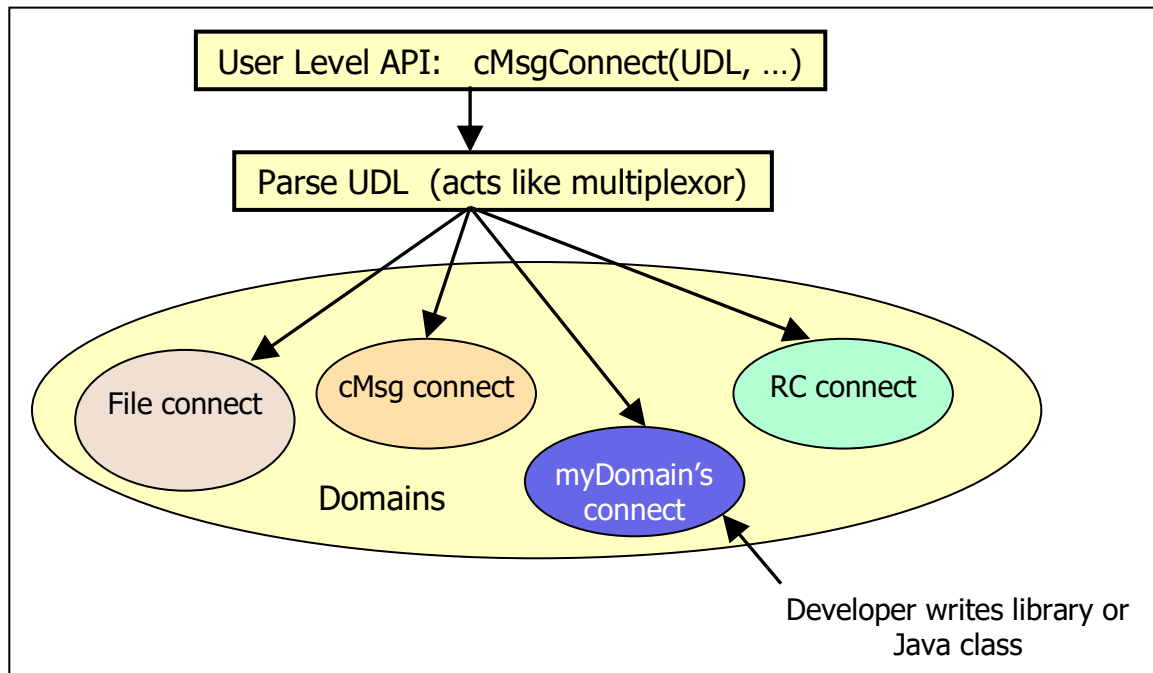 User Level API: cMsgConnect(UDL, …)
Parse UDL (acts like multiplexor)
File connect
cMsg connect
RC connect
myDomain’s
connect
Domains
Developer writes library or
Java class